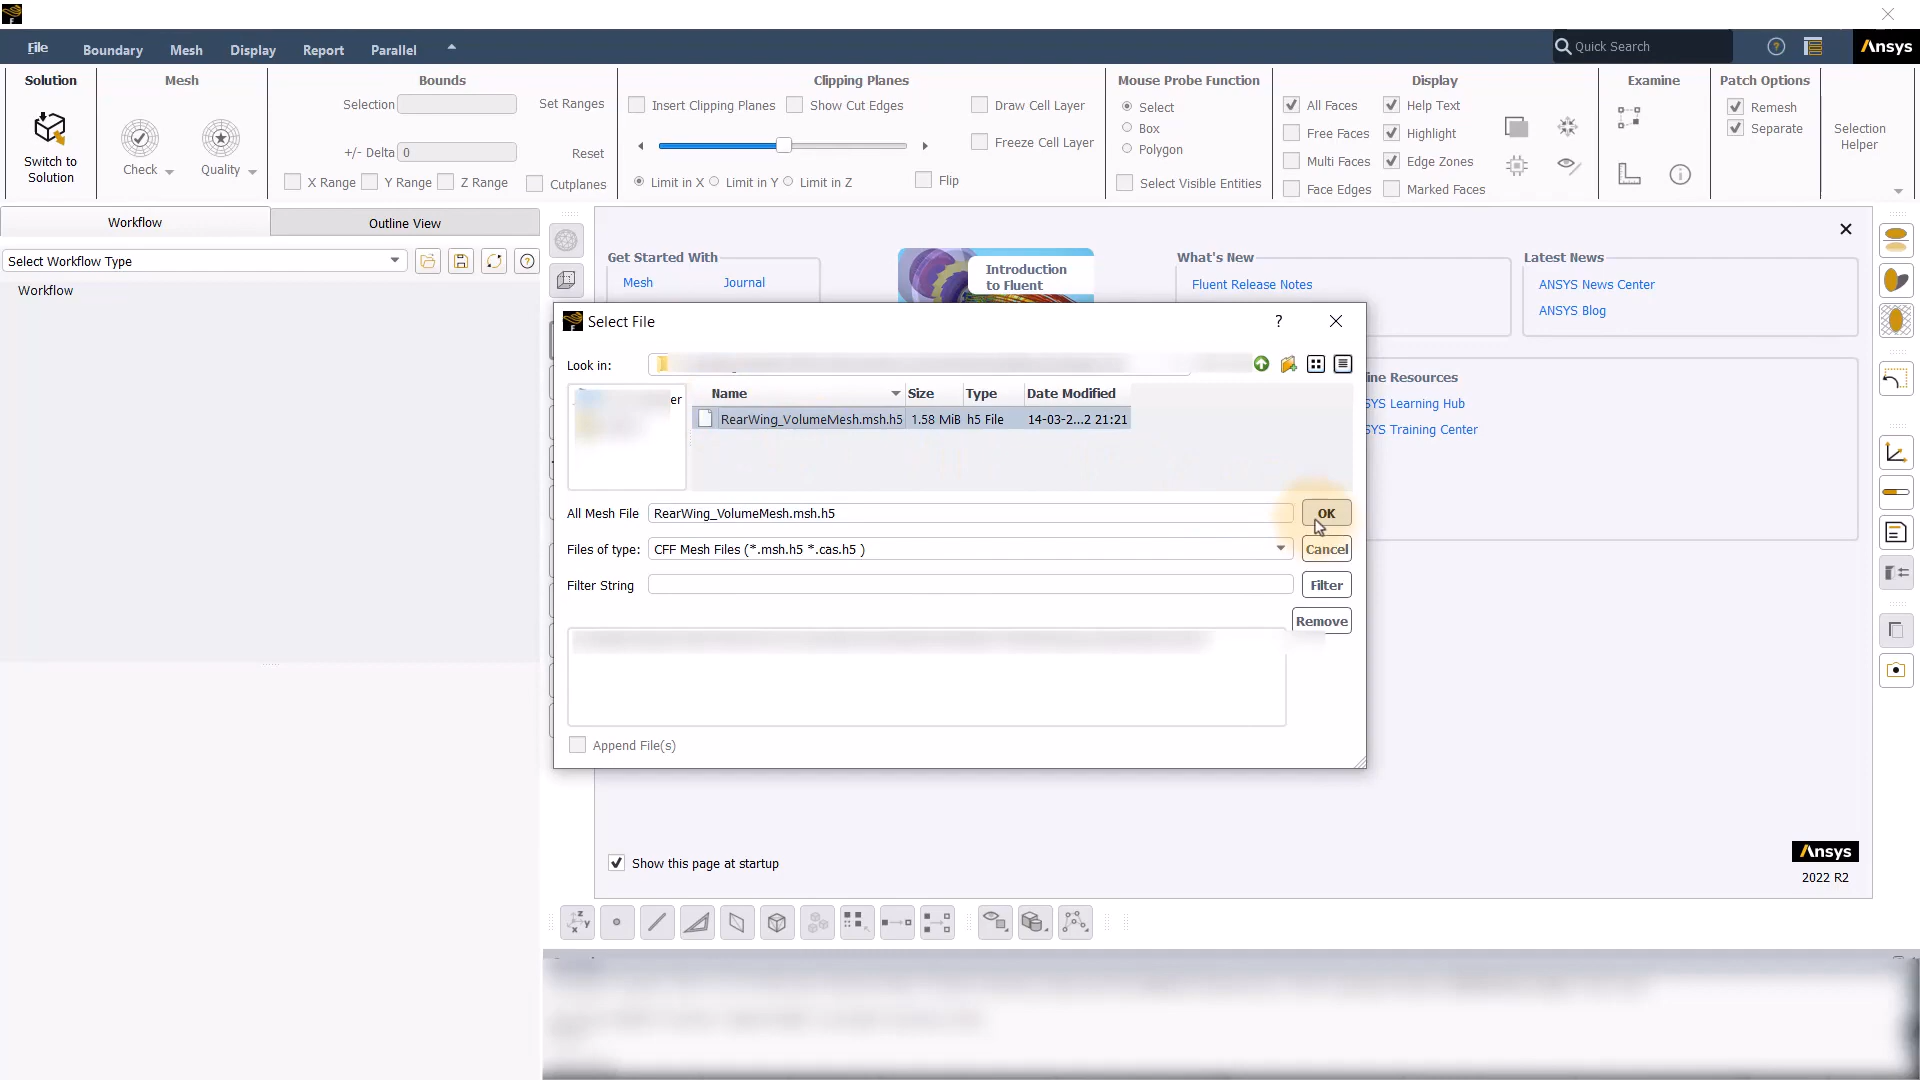 File
Boundary
Mesh
Display
Report
Parallel
Quick Search
Ansys
Solution
Mesh
Bounds
Clipping Planes
Mouse Probe Function
Display
Examine
Patch Options
Switch to
Solution
Check
Quality
Selection
Set Ranges
+/- Delta 0
Reset
X Range
Y Range
Z Range
Cutplanes
Insert Clipping Planes
Show Cut Edges
Draw Cell Layer
Freeze Cell Layer
Limit in X
Limit in Y
Limit in Z
Flip
Select
Box
Polygon
Select Visible Entities
All Faces
Help Text
Free Faces
Highlight
Multi Faces
Edge Zones
Face Edges
Marked Faces
Remesh
Separate
Selection
Helper
Workflow
Outline View
Select Workflow Type
Workflow
Get Started With
Mesh
Journal
Introduction
to Fluent
What's New
Fluent Release Notes
Latest News
ANSYS News Center
ANSYS Blog
ine Resources
SYS Learning Hub
SYS Training Center
Select File
?
Look in:
Name
Size
Type
Date Modified
er
RearWing_VolumeMesh.msh.h5
1.58 MiB
h5 File
14-03-2...2 21:21
All Mesh File
RearWing_VolumeMesh.msh.h5
OK
Files of type:
CFF Mesh Files (*.msh.h5 *.cas.h5 )
Cancel
Filter String
Filter
Remove
Append File(s)
Show this page at startup
Ansys
2022 R2